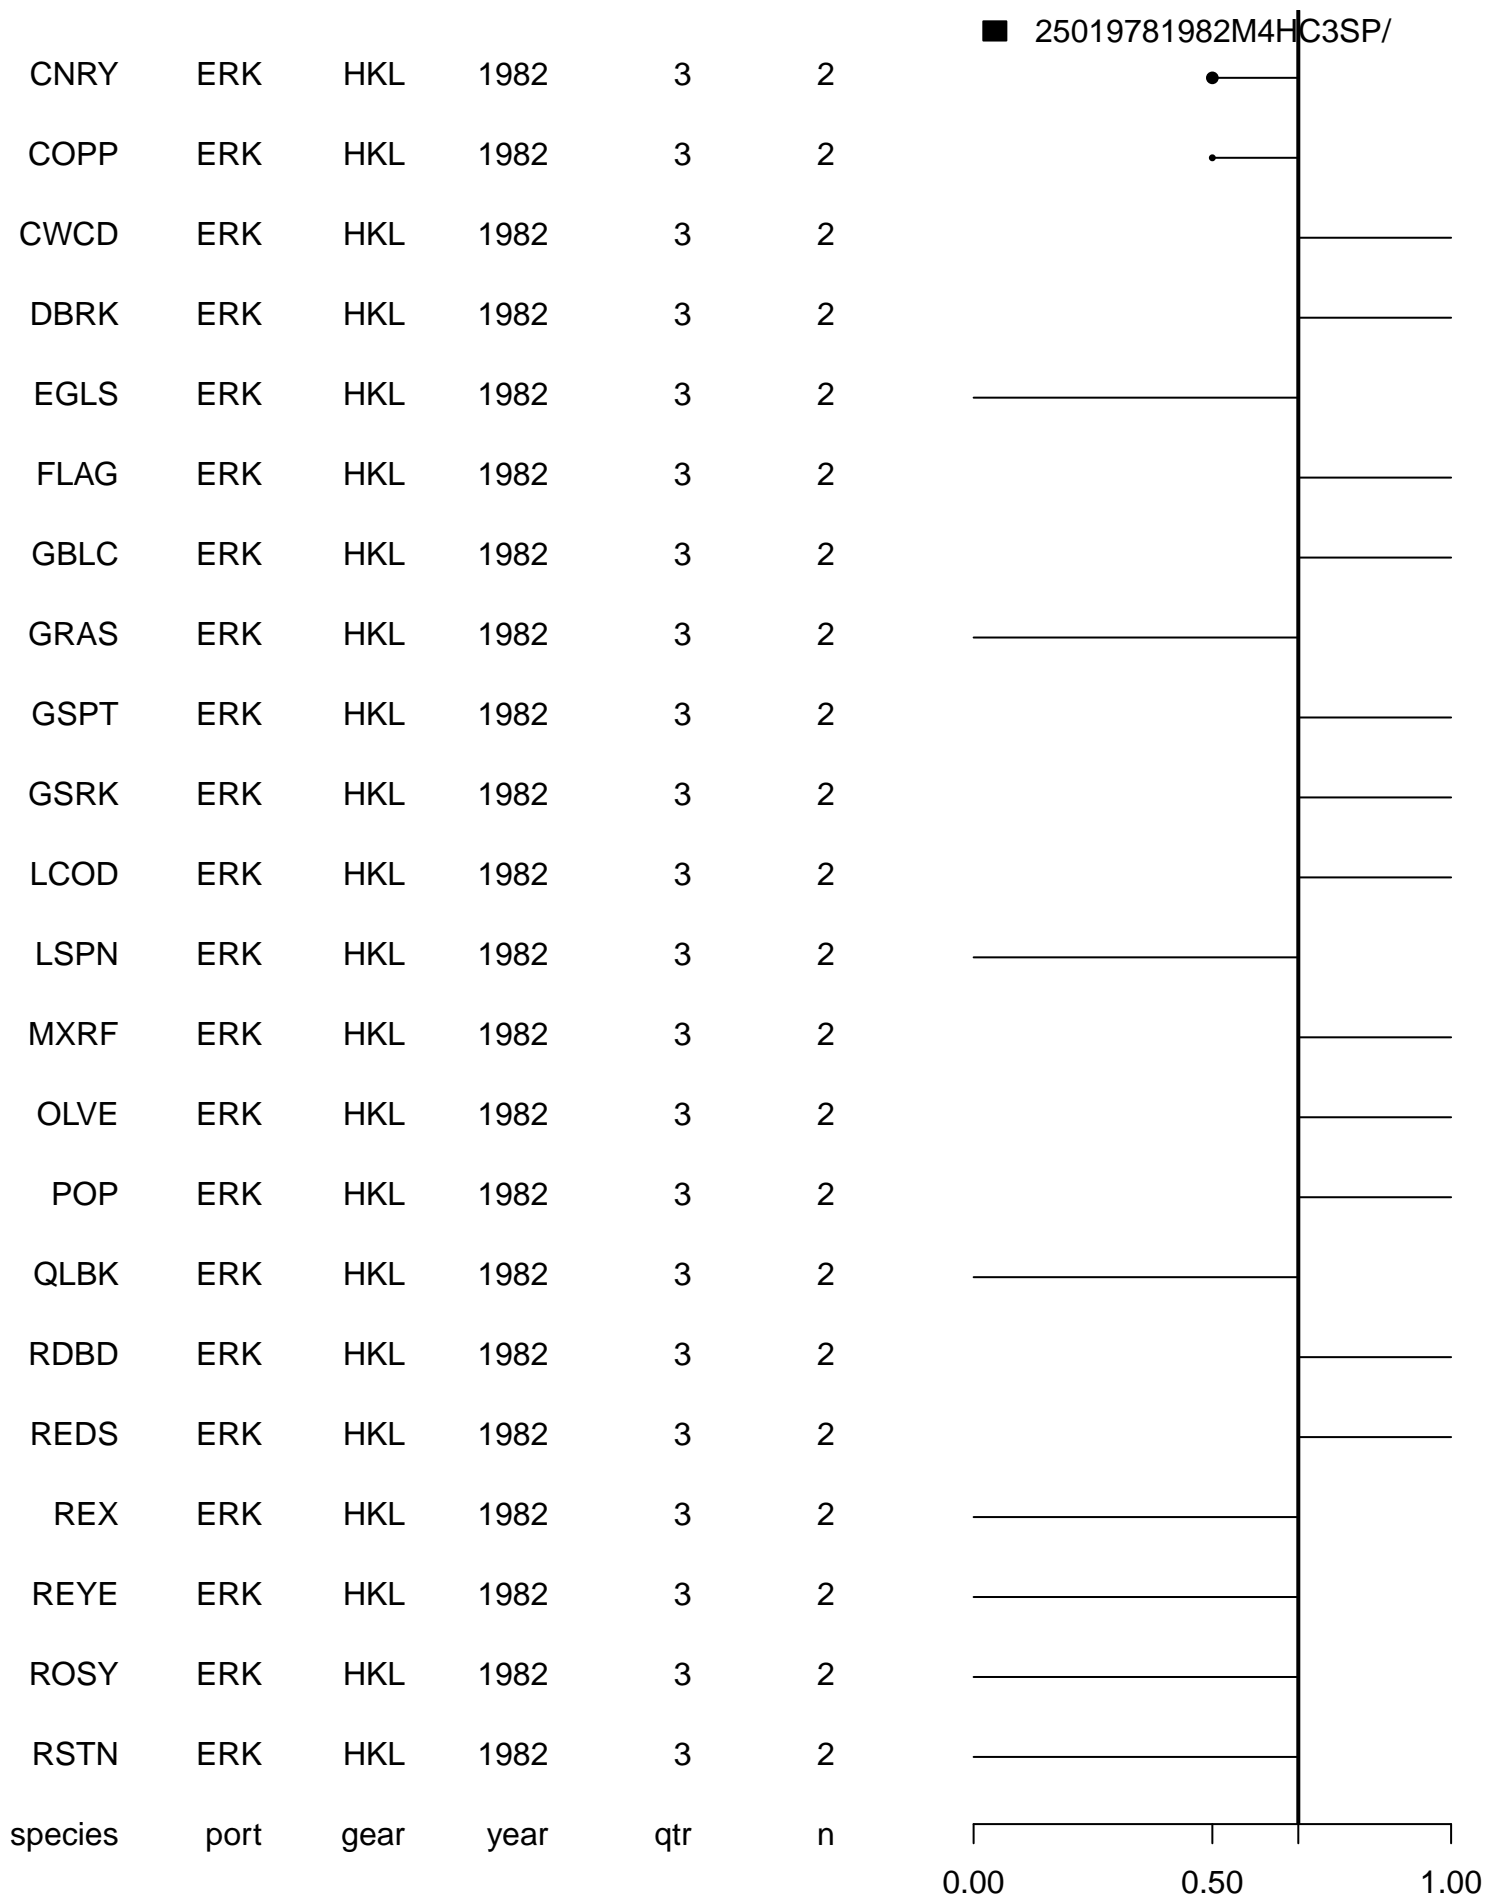 25019781982M4HC3SP/
CNRY ERK HKL 1982 3 2
COPP ERK HKL 1982 3 2
CWCD ERK HKL 1982 3 2
DBRK ERK HKL 1982 3 2
EGLS ERK HKL 1982 3 2
FLAG ERK HKL 1982 3 2
GBLC ERK HKL 1982 3 2
GRAS ERK HKL 1982 3 2
GSPT ERK HKL 1982 3 2
GSRK ERK HKL 1982 3 2
LCOD ERK HKL 1982 3 2
LSPN ERK HKL 1982 3 2
MXRF ERK HKL 1982 3 2
OLVE ERK HKL 1982 3 2
POP ERK HKL 1982 3 2
QLBK ERK HKL 1982 3 2
RDBD ERK HKL 1982 3 2
REDS ERK HKL 1982 3 2
REX ERK HKL 1982 3 2
REYE ERK HKL 1982 3 2
ROSY ERK HKL 1982 3 2
RSTN ERK HKL 1982 3 2
species port gear year qtr n
0.00 0.50 1.00